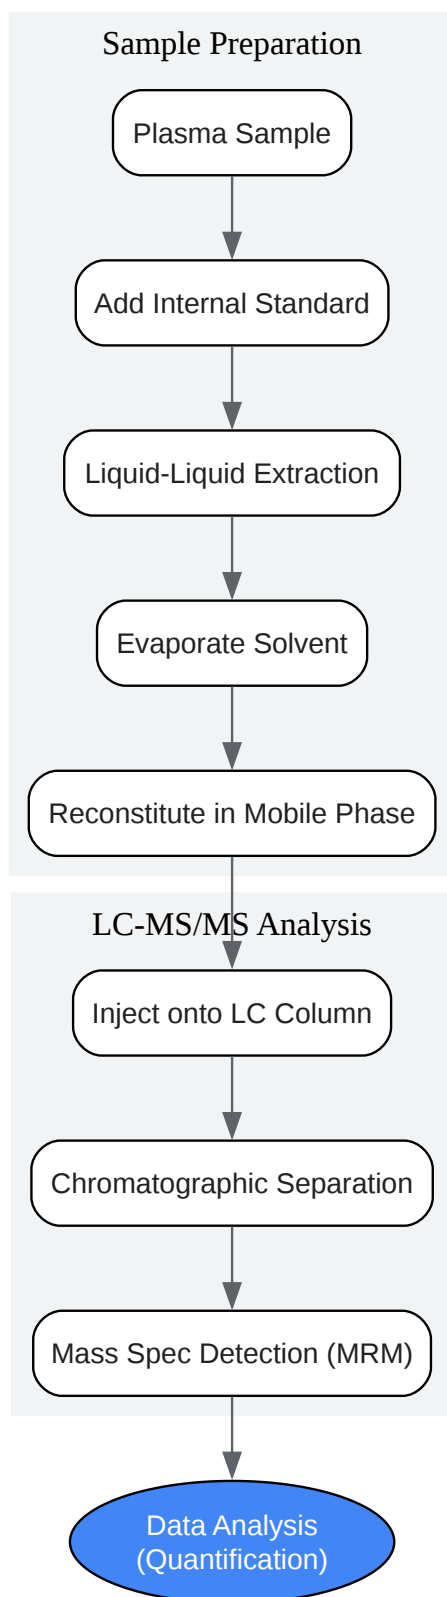 Sample Preparation
Plasma Sample
Add Internal Standard
Liquid-Liquid Extraction
Evaporate Solvent
Reconstitute in Mobile Phase
LC-MS/MS Analysis
Inject onto LC Column
Chromatographic Separation
Mass Spec Detection (MRM)
Data Analysis
(Quantification)